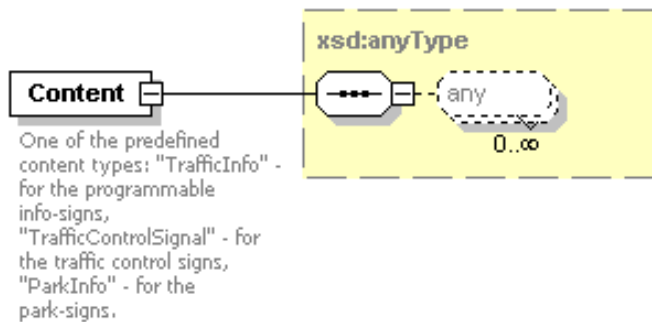 xsd:anyType
Content
any
0..∞
One of the predefined
content types: "TrafficInfo" -
for the programmable
info-signs,
"TrafficControlSignal" - for
the traffic control signs,
"ParkInfo" - for the
park-signs.